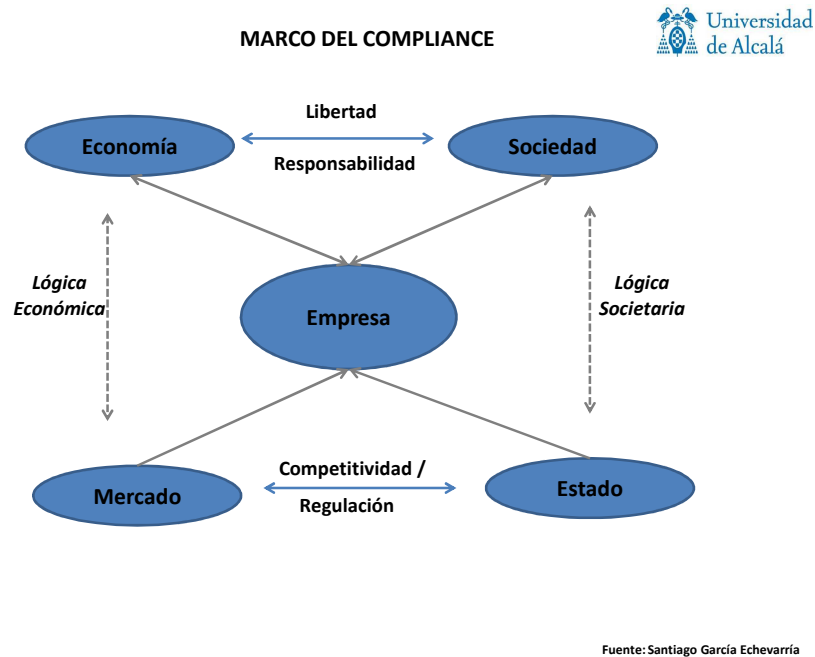 MARCO DEL COMPLIANCE
Universidad
de Alcalá
Libertad
Economía
Sociedad
Responsabilidad
Lógica
Económica
Lógica
Societaria
Empresa
Competitividad /
Mercado
Estado
Regulación
Fuente: Santiago García Echevarría